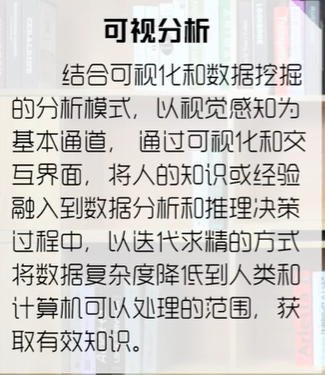 可视分析
结合可视化和数据挖掘
的分析模式，以视觉感知为
基本通道，通过可视化和交
互界面，将人的知识或经验
融入到数据分析和推理决策
过程中，以迭代求精的方式
将数据复杂度降低到人类和
计算机可以处理的范围，获
取有效知识。